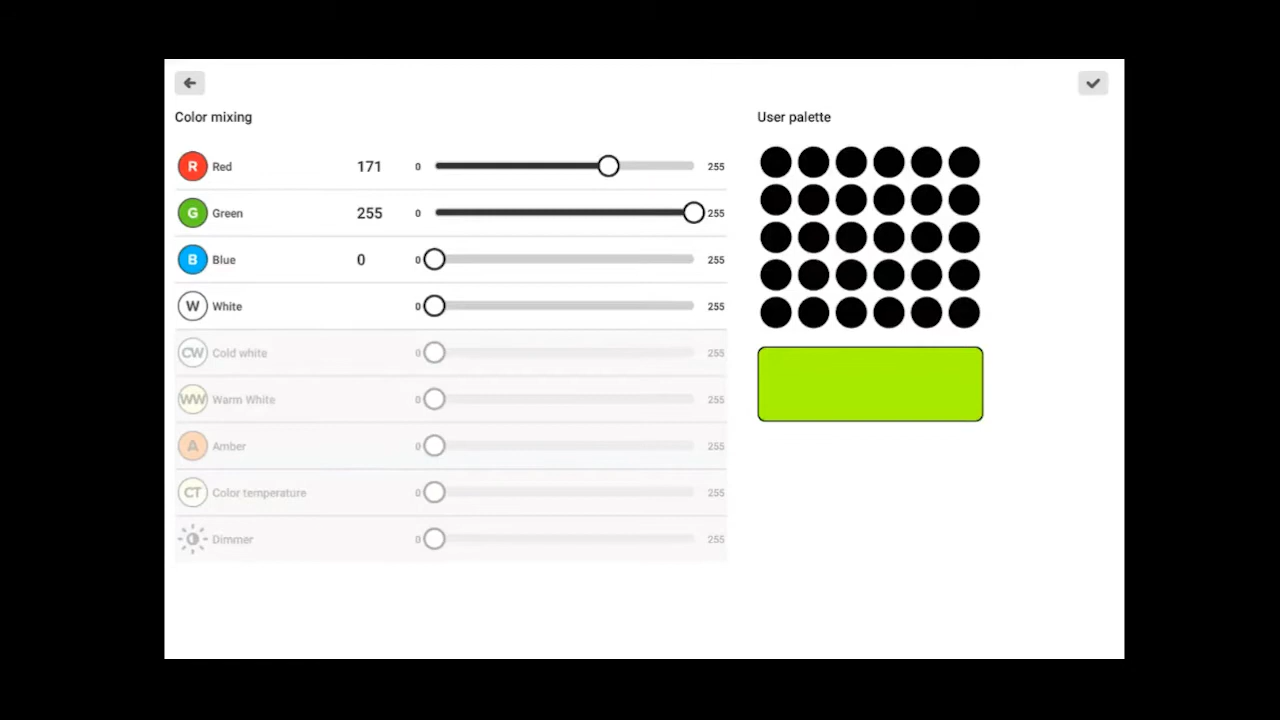 Color mixing
User palette
R Red 171 0 255
G Green 255 0 255
B Blue 0 0 255
W White 0 255
CW Cold white 0 255
WW Warm White 0 255
A Amber 0 255
CT Color temperature 0 255
Dimmer 0 255